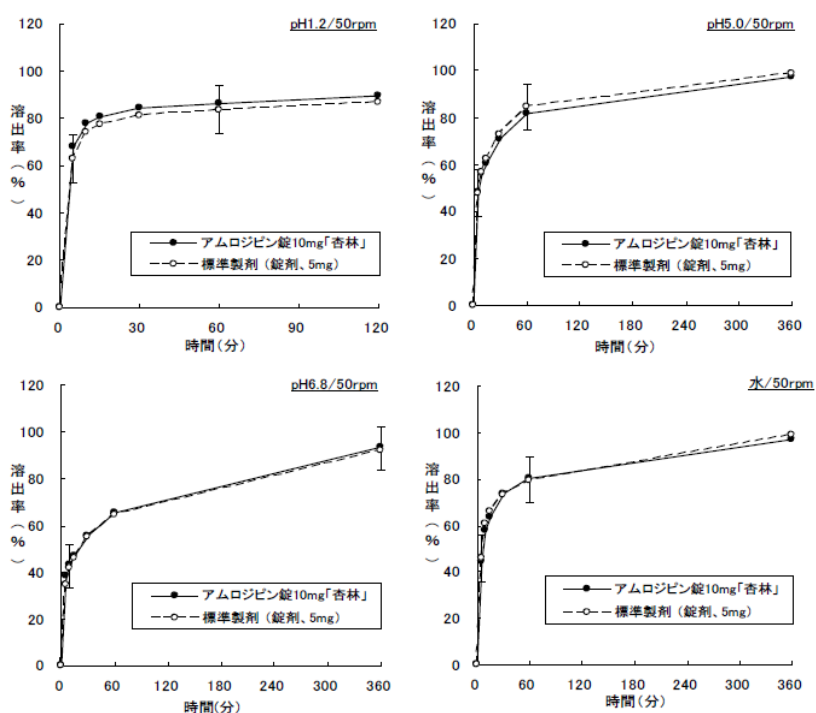 pH1.2/50rpm
120
100
80
60
40
20
0
溶出率(%)
アムロジピン錠10mg「杏林」
標準製剤(錠剤、5mg)
0 30 60 90 120
時間(分)
pH5.0/50rpm
120
100
80
60
40
20
0
溶出率(%)
アムロジピン錠10mg「杏林」
標準製剤(錠剤、5mg)
0 60 120 180 240 300 360
時間(分)
pH6.8/50rpm
120
100
80
60
40
20
0
溶出率(%)
アムロジピン錠10mg「杏林」
標準製剤(錠剤、5mg)
0 60 120 180 240 300 360
時間(分)
水/50rpm
120
100
80
60
40
20
0
溶出率(%)
アムロジピン錠10mg「杏林」
標準製剤(錠剤、5mg)
0 60 120 180 240 300 360
時間(分)